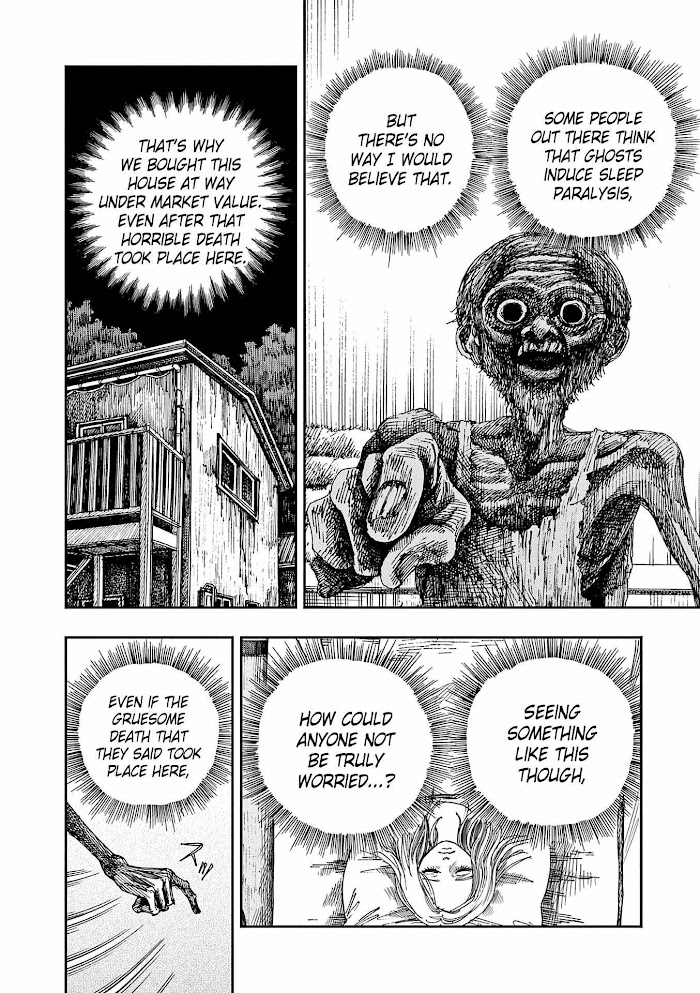 SOME PEOPLE
OUT THERE THINK
THAT GHOSTS
INDUCE SLEEP
PARALYSIS,
BUT
THERE'S NO
WAY I WOULD
BELIEVE THAT.
THAT'S WHY
WE BOUGHT THIS
HOUSE AT WAY
UNDER MARKET VALUE.
EVEN AFTER THAT
HORRIBLE DEATH
TOOK PLACE HERE.
SEEING
SOMETHING
LIKE THIS
THOUGH,
HOW COULD
ANYONE NOT
BE TRULY
WORRIED...?
EVEN IF THE
GRUESOME
DEATH THAT
THEY SAID TOOK
PLACE HERE,